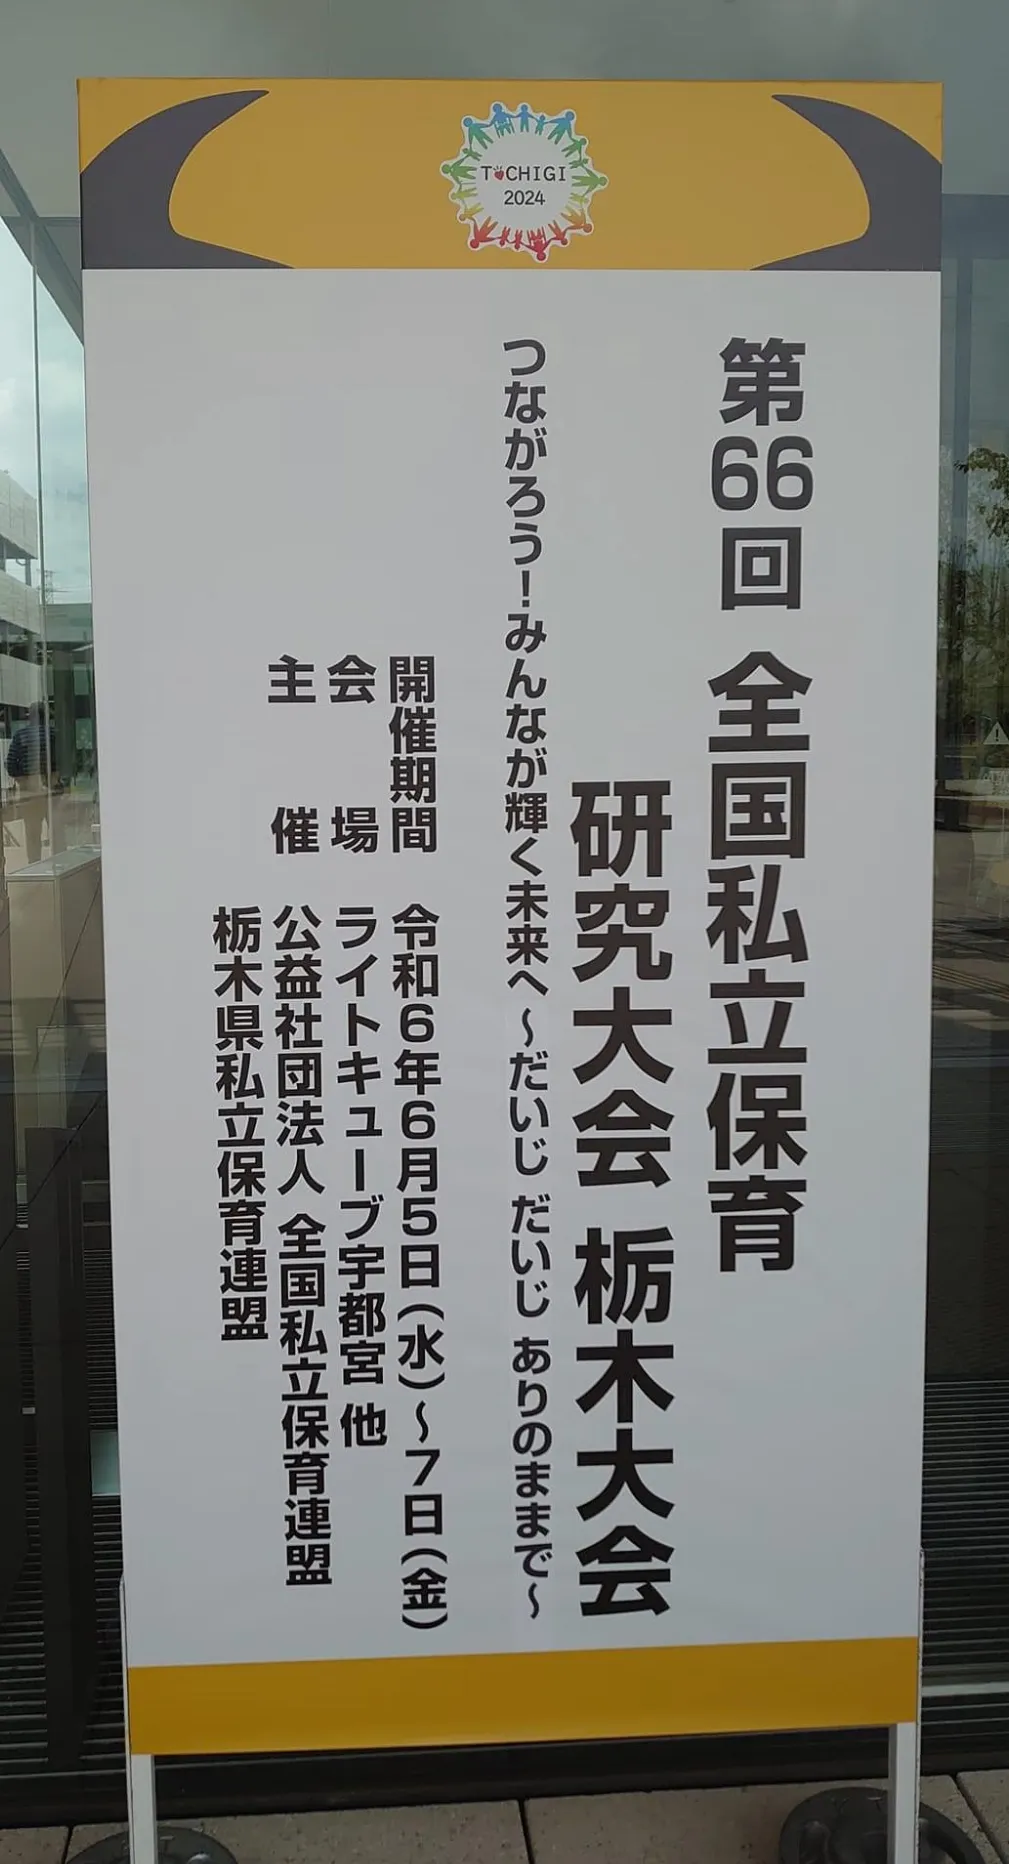 T CHIGI
2024
第66回 全国私立保育
研究大会 栃木大会
つながろう!みんなが輝く未来へ ～だいじ だいじ ありのままで～
開催期間 令和6年6月5日(水)～7日(金)
会場 ライトキューブ宇都宮 他
主催 公益社団法人 全国私立保育連盟
栃木県私立保育連盟